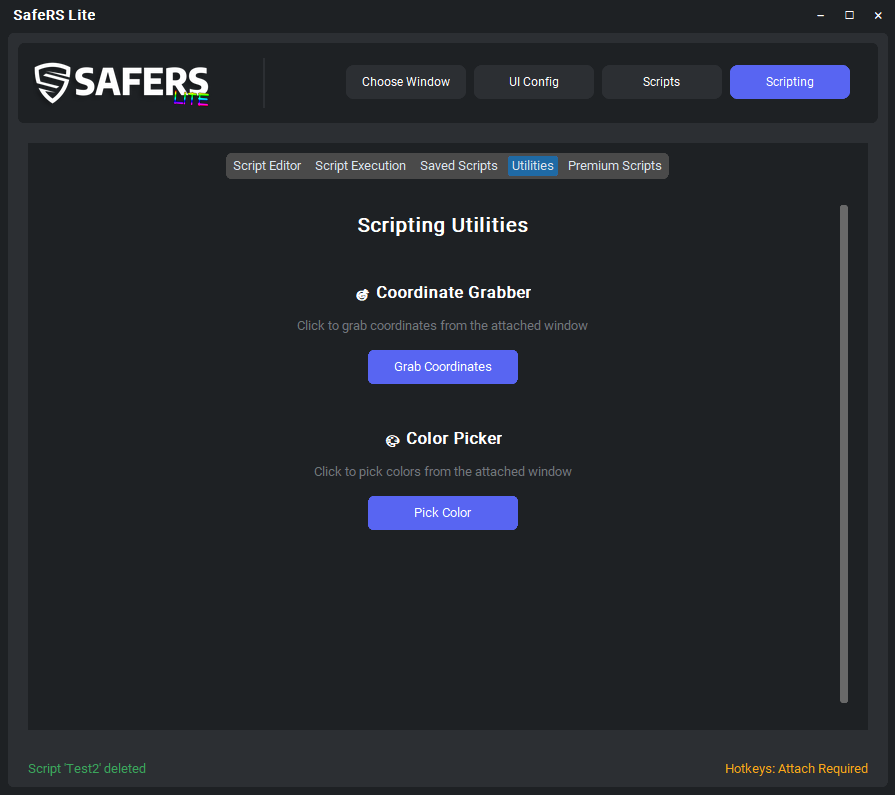 SafeRS Lite
SAFERS
LITE
Choose Window
UI Config
Scripts
Scripting
Script Editor
Script Execution
Saved Scripts
Utilities
Premium Scripts
Scripting Utilities
Coordinate Grabber
Click to grab coordinates from the attached window
Grab Coordinates
Color Picker
Click to pick colors from the attached window
Pick Color
Script 'Test2' deleted
Hotkeys: Attach Required